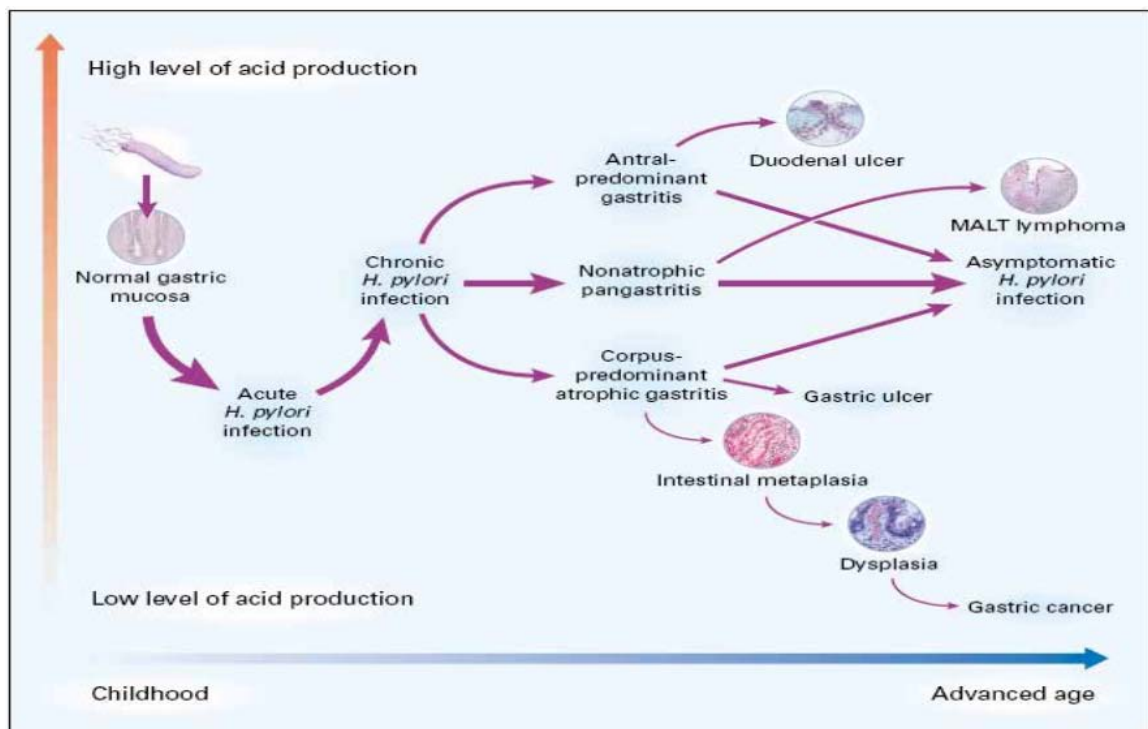 High level of acid production
Normal gastric
mucosa
Acute
H. pylori
infection
Chronic
H. pylori
infection
Antral-
predominant
gastritis
Duodenal ulcer
Nonatrophic
pangastritis
MALT lymphoma
Asymptomatic
H. pylori
infection
Corpus-
predominant
atrophic gastritis
Gastric ulcer
Intestinal metaplasia
Dysplasia
Gastric cancer
Low level of acid production
Childhood
Advanced age